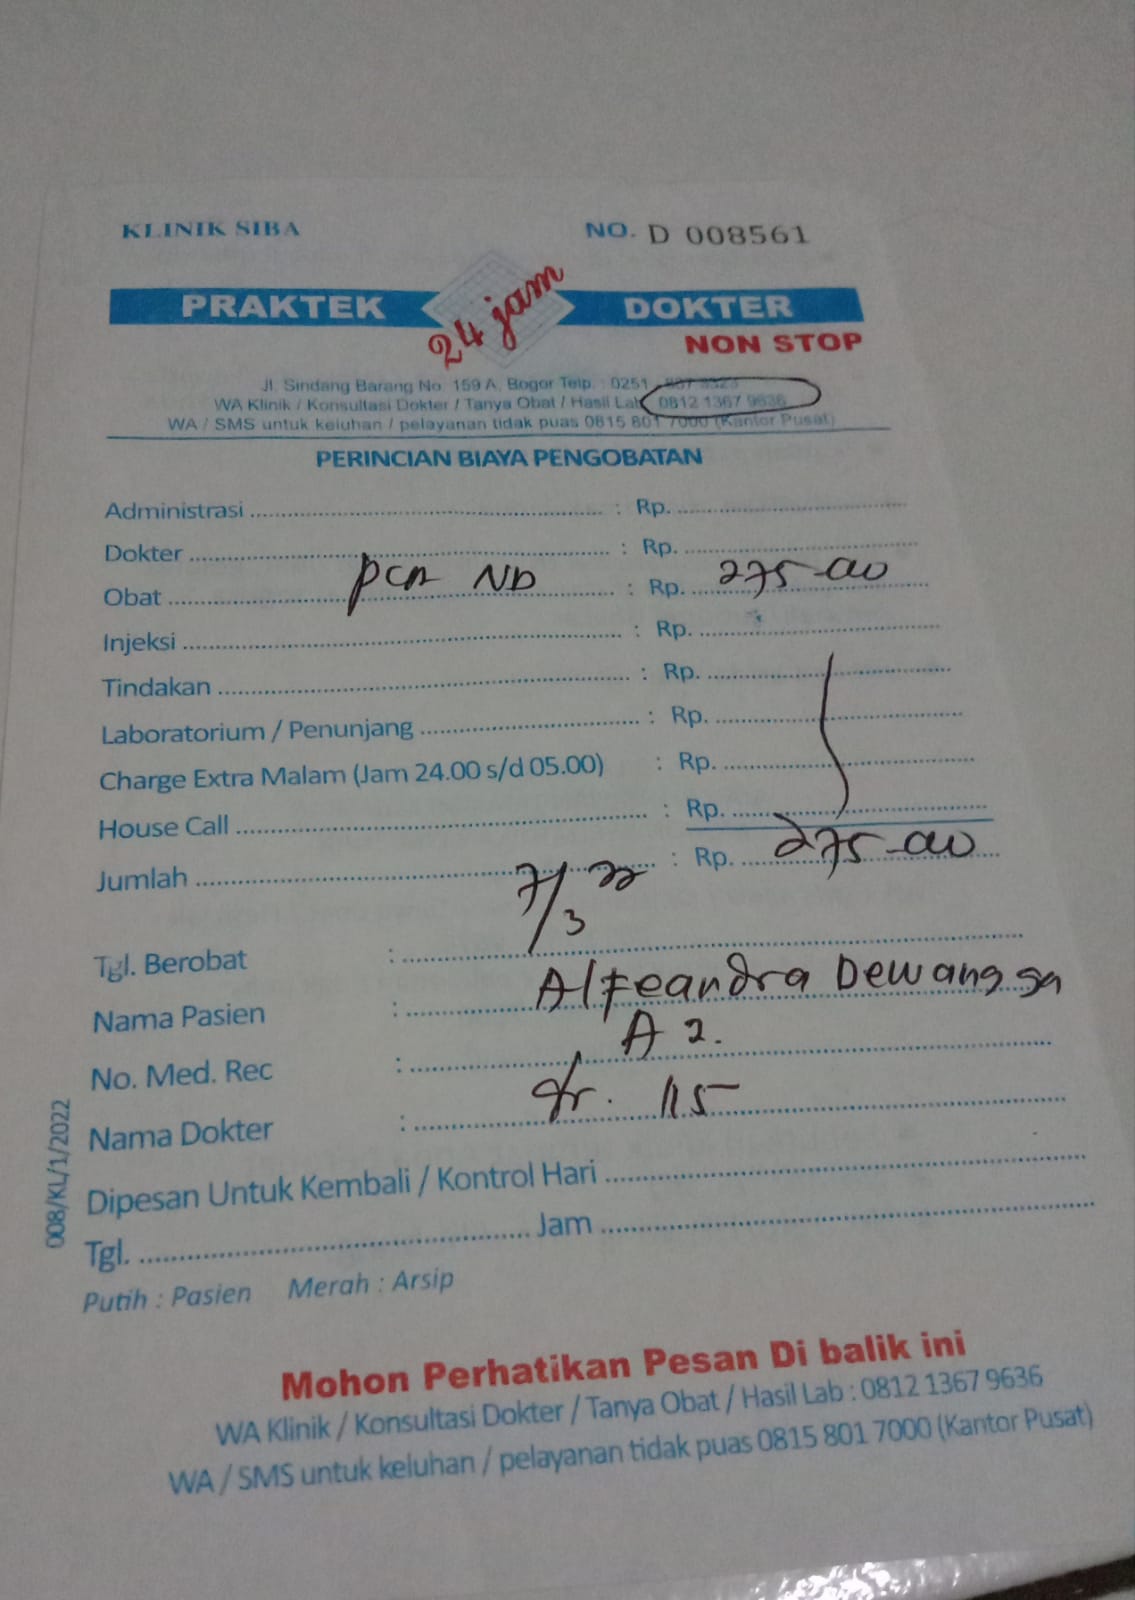 KLINIK SIBA NO. D 008561
PRAKTEK 24 jam DOKTER
NON STOP
Jl. Sindang Barang No. 159 A, Bogor Telp. : 0251
WA Klinik / Konsultasi Dokter / Tanya Obat / Hasil Lab 0812 1367 9636
WA / SMS untuk keluhan / pelayanan tidak puas 0815 801 7000 (Kantor Pusat)
PERINCIAN BIAYA PENGOBATAN
Administrasi : Rp.
Dokter : Rp.
Obat PCR ND : Rp. 275-00
Injeksi : Rp.
Tindakan : Rp.
Laboratorium / Penunjang : Rp.
Charge Extra Malam (Jam 24.00 s/d 05.00) : Rp.
House Call : Rp.
Jumlah : Rp. 275-00
Tgl. Berobat : 7/3 22
Nama Pasien : Alfeandra Dewangga
No. Med. Rec : A 2.
Nama Dokter : dr.
Dipesan Untuk Kembali / Kontrol Hari
Tgl. Jam
Putih : Pasien Merah : Arsip
008/KL/1/2022
Mohon Perhatikan Pesan Di balik ini
WA Klinik / Konsultasi Dokter / Tanya Obat / Hasil Lab : 0812 1367 9636
WA / SMS untuk keluhan / pelayanan tidak puas 0815 801 7000 (Kantor Pusat)